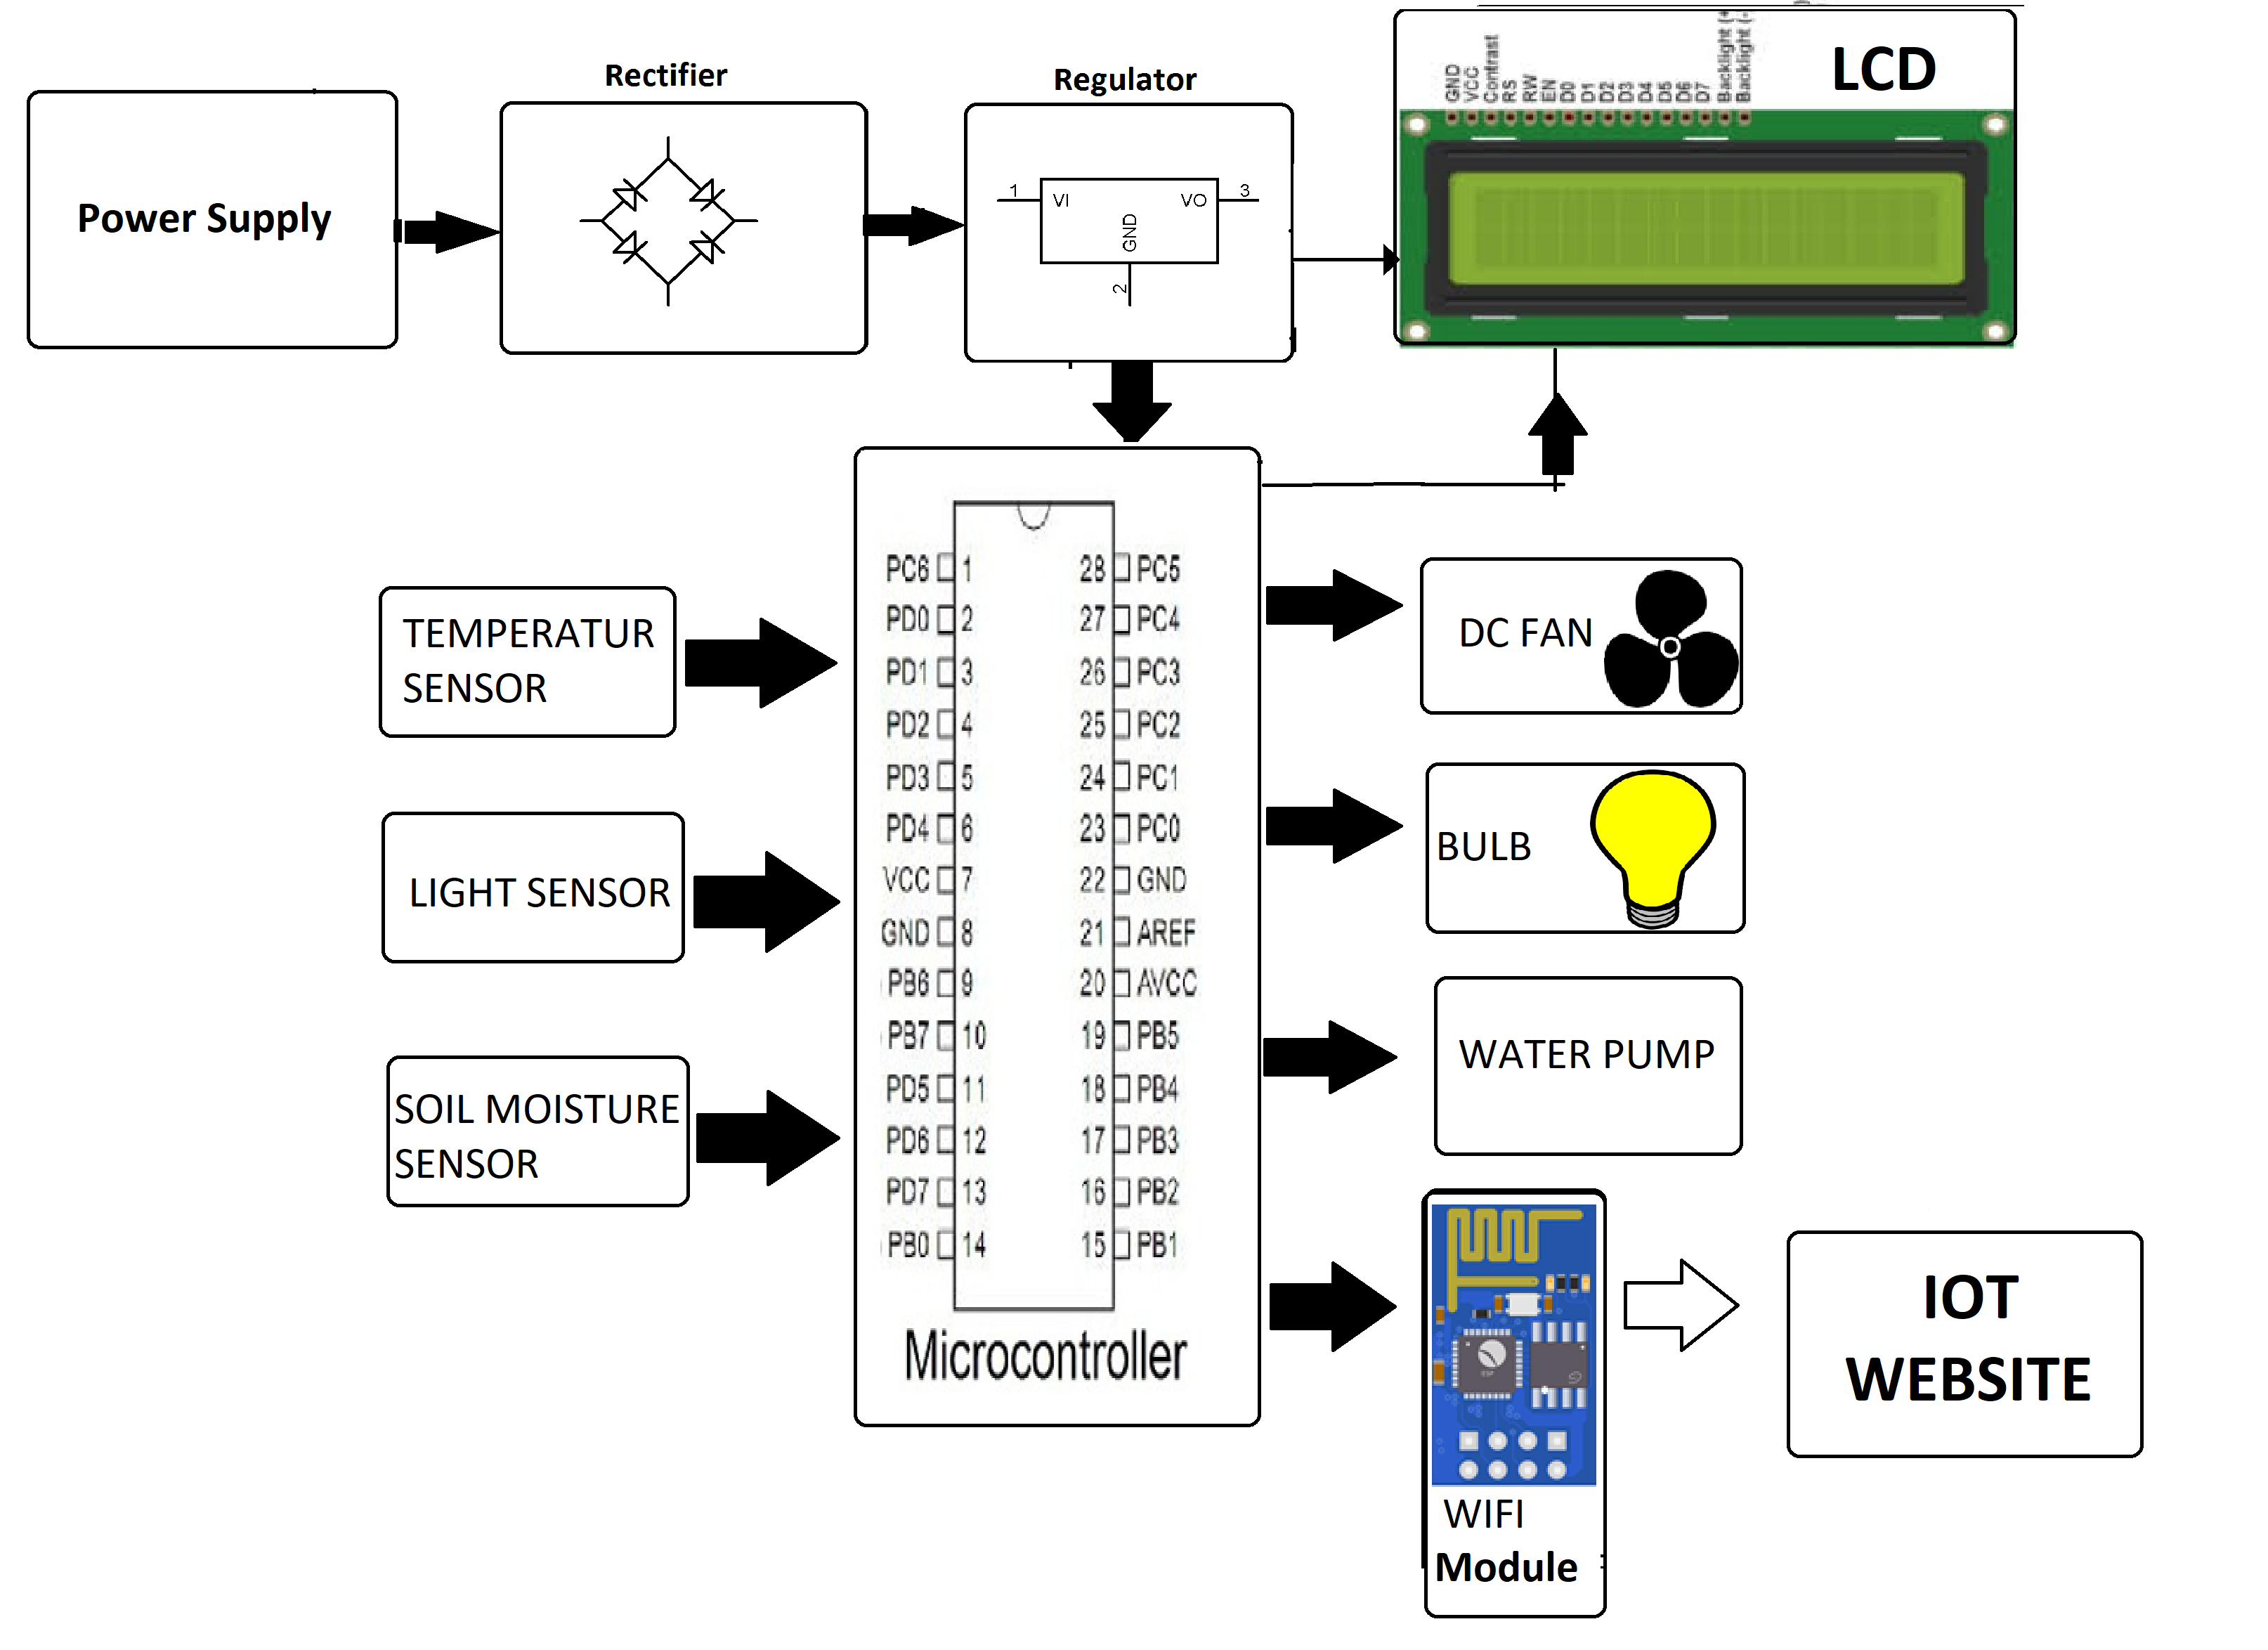 Power Supply
Rectifier
Regulator
1
VI
VO
3
GND
2
LCD
GND
VCC
Contrast
RS
RW
EN
D0
D1
D2
D3
D4
D5
D6
D7
Backlight (+
Backlight (-
TEMPERATUR
SENSOR
LIGHT SENSOR
SOIL MOISTURE
SENSOR
PC6 1 28 PC5
PD0 2 27 PC4
PD1 3 26 PC3
PD2 4 25 PC2
PD3 5 24 PC1
PD4 6 23 PC0
VCC 7 22 GND
GND 8 21 AREF
PB6 9 20 AVCC
PB7 10 19 PB5
PD5 11 18 PB4
PD6 12 17 PB3
PD7 13 16 PB2
PB0 14 15 PB1
Microcontroller
DC FAN
BULB
WATER PUMP
WIFI
Module
IOT
WEBSITE